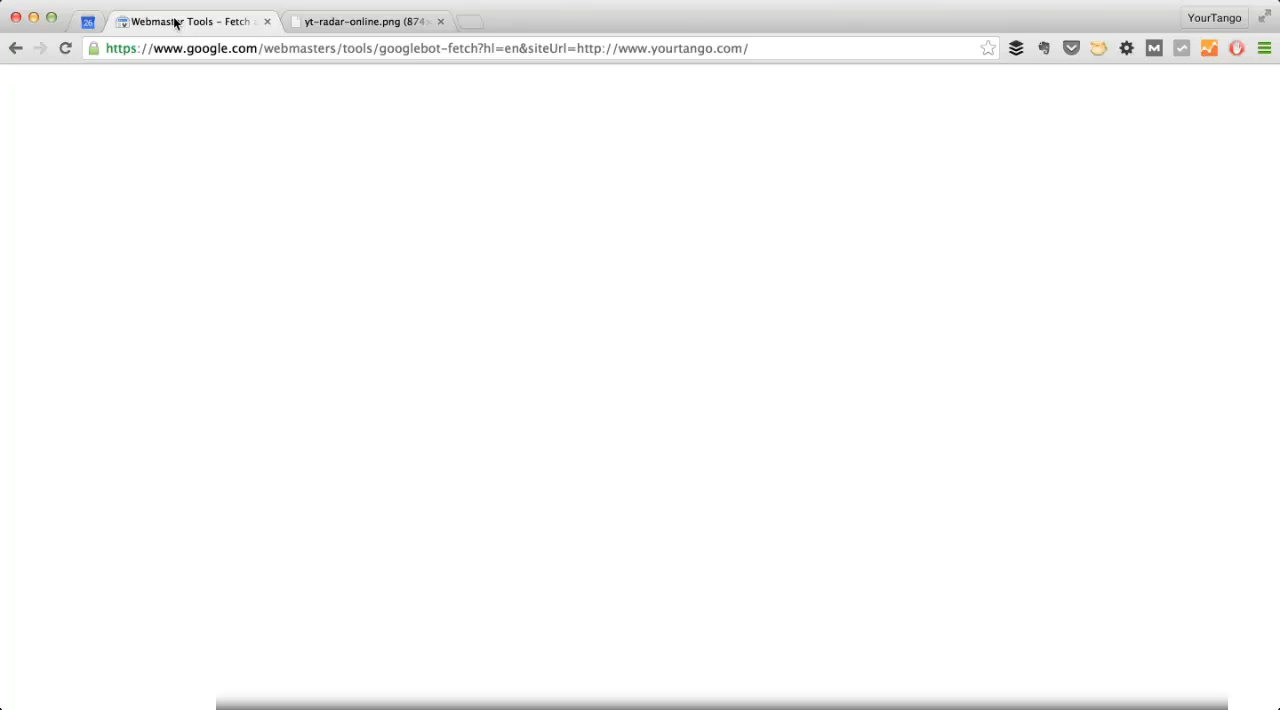 26
Webmaster Tools – Fetch
yt-radar-online.png (874
YourTango
https://www.google.com/webmasters/tools/googlebot-fetch?hl=en&siteUrl=http://www.yourtango.com/